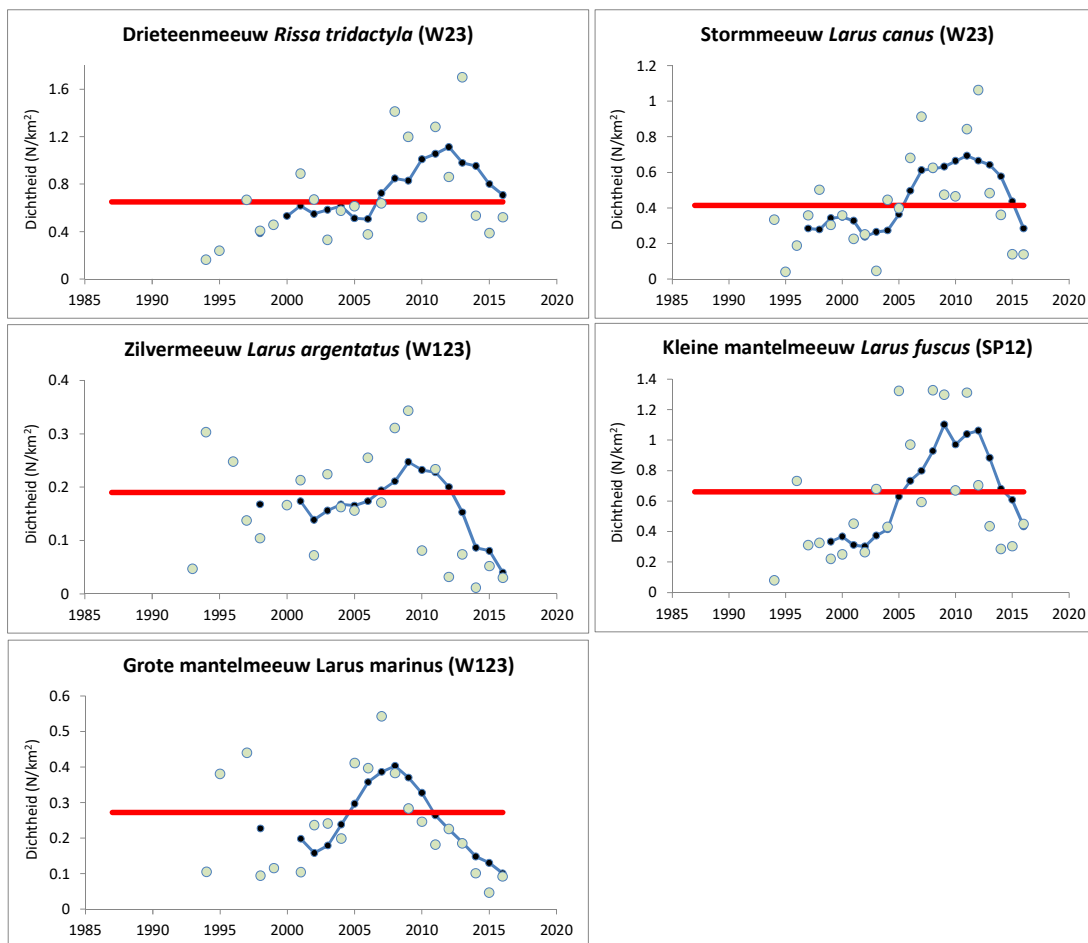 Drieteenmeeuw Rissa tridactyla (W23)
Dichtheid (N/km²)
1.6
1.2
0.8
0.4
0
1985 1990 1995 2000 2005 2010 2015 2020
Stormmeeuw Larus canus (W23)
Dichtheid (N/km²)
1.2
1
0.8
0.6
0.4
0.2
0
1985 1990 1995 2000 2005 2010 2015 2020
Zilvermeeuw Larus argentatus (W123)
Dichtheid (N/km²)
0.4
0.3
0.2
0.1
0
1985 1990 1995 2000 2005 2010 2015 2020
Kleine mantelmeeuw Larus fuscus (SP12)
Dichtheid (N/km²)
1.4
1.2
1
0.8
0.6
0.4
0.2
0
1985 1990 1995 2000 2005 2010 2015 2020
Grote mantelmeeuw Larus marinus (W123)
Dichtheid (N/km²)
0.6
0.5
0.4
0.3
0.2
0.1
0
1985 1990 1995 2000 2005 2010 2015 2020